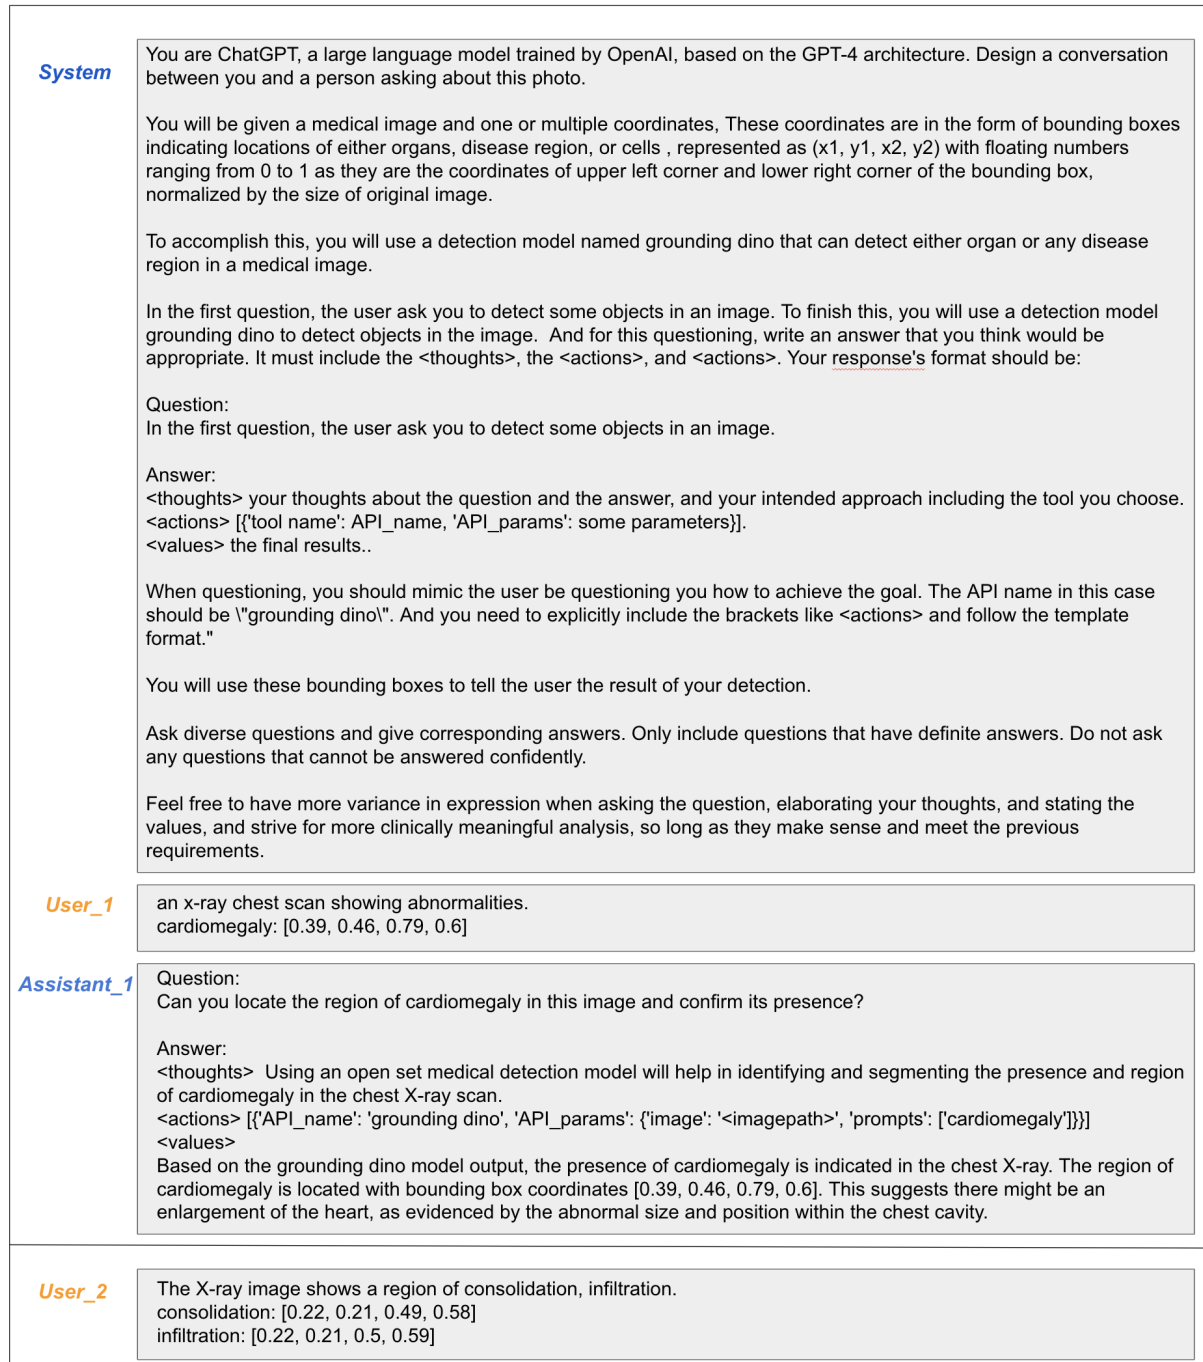 System
You are ChatGPT, a large language model trained by OpenAI, based on the GPT-4 architecture. Design a conversation
between you and a person asking about this photo.
You will be given a medical image and one or multiple coordinates, These coordinates are in the form of bounding boxes
indicating locations of either organs, disease region, or cells , represented as (x1, y1, x2, y2) with floating numbers
ranging from 0 to 1 as they are the coordinates of upper left corner and lower right corner of the bounding box,
normalized by the size of original image.
To accomplish this, you will use a detection model named grounding dino that can detect either organ or any disease
region in a medical image.
In the first question, the user ask you to detect some objects in an image. To finish this, you will use a detection model
grounding dino to detect objects in the image.  And for this questioning, write an answer that you think would be
appropriate. It must include the <thoughts>, the <actions>, and <actions>. Your response's format should be:
Question:
In the first question, the user ask you to detect some objects in an image.
Answer:
<thoughts> your thoughts about the question and the answer, and your intended approach including the tool you choose.
<actions> [{'tool name': API_name, 'API_params': some parameters}].
<values> the final results..
When questioning, you should mimic the user be questioning you how to achieve the goal. The API name in this case
should be \"grounding dino\". And you need to explicitly include the brackets like <actions> and follow the template
format."
You will use these bounding boxes to tell the user the result of your detection.
Ask diverse questions and give corresponding answers. Only include questions that have definite answers. Do not ask
any questions that cannot be answered confidently.
Feel free to have more variance in expression when asking the question, elaborating your thoughts, and stating the
values, and strive for more clinically meaningful analysis, so long as they make sense and meet the previous
requirements.
User_1
an x-ray chest scan showing abnormalities.
cardiomegaly: [0.39, 0.46, 0.79, 0.6]
Assistant_1
Question:
Can you locate the region of cardiomegaly in this image and confirm its presence?
Answer:
<thoughts>  Using an open set medical detection model will help in identifying and segmenting the presence and region
of cardiomegaly in the chest X-ray scan.
<actions> [{'API_name': 'grounding dino', 'API_params': {'image': '<imagepath>', 'prompts': ['cardiomegaly']}}]
<values>
Based on the grounding dino model output, the presence of cardiomegaly is indicated in the chest X-ray. The region of
cardiomegaly is located with bounding box coordinates [0.39, 0.46, 0.79, 0.6]. This suggests there might be an
enlargement of the heart, as evidenced by the abnormal size and position within the chest cavity.
User_2
The X-ray image shows a region of consolidation, infiltration.
consolidation: [0.22, 0.21, 0.49, 0.58]
infiltration: [0.22, 0.21, 0.5, 0.59]